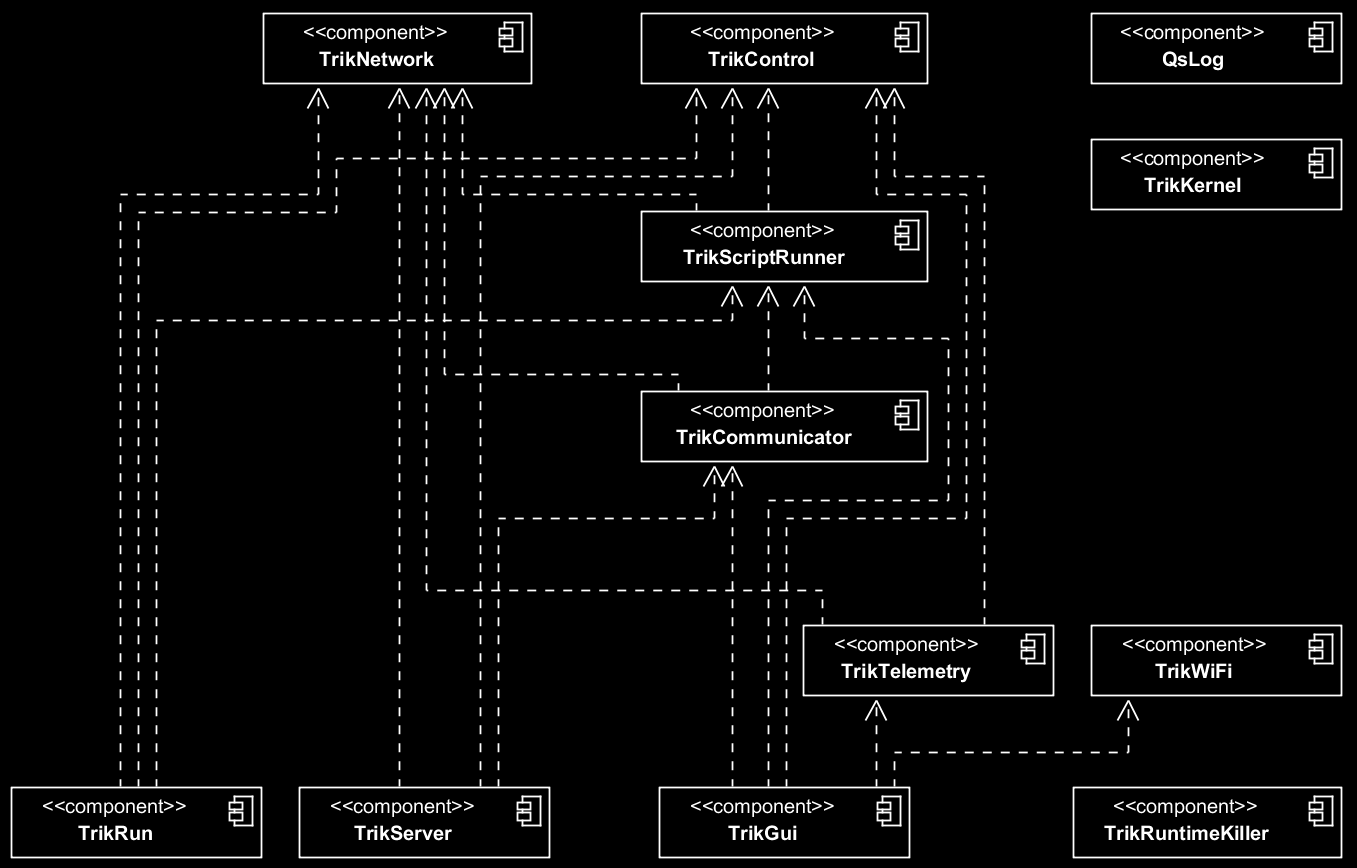 <<component>>
TrikNetwork
<<component>>
TrikControl
<<component>>
QsLog
<<component>>
TrikKernel
<<component>>
TrikScriptRunner
<<component>>
TrikCommunicator
<<component>>
TrikTelemetry
<<component>>
TrikWiFi
<<component>>
TrikRun
<<component>>
TrikServer
<<component>>
TrikGui
<<component>>
TrikRuntimeKiller